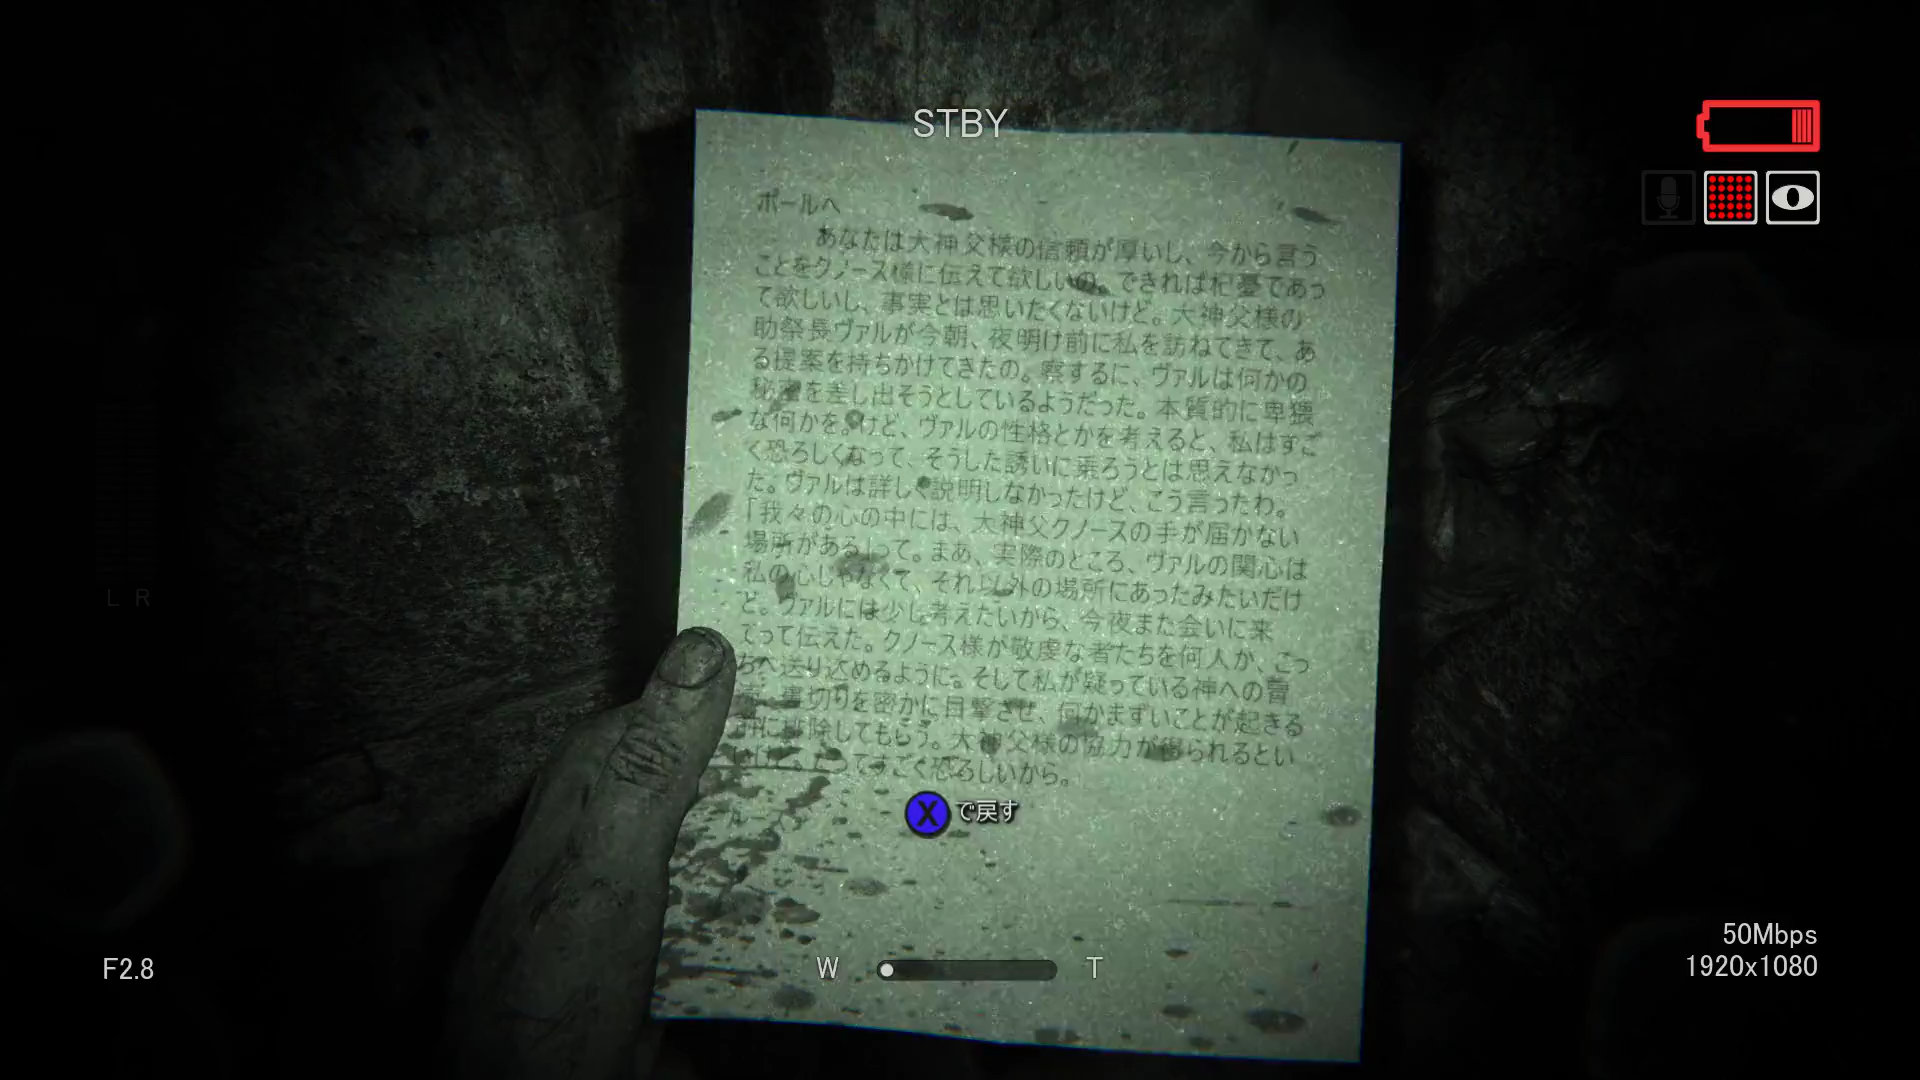 STBY
ポールへ
あなたは大神父様の信頼が厚いし、今から言う
ことをクノース様に伝えて欲しいの。できれば杞憂であっ
て欲しいし、事実とは思いたくないけど。大神父様の
助祭長ヴァルが今朝、夜明け前に私を訪ねてきて、あ
る提案を持ちかけてきたの。察するに、ヴァルは何かの
秘密を差し出そうとしているようだった。本質的に卑猥
な何かを。けど、ヴァルの性格とかを考えると、私はすご
く恐ろしくなって、そうした誘いに乗ろうとは思えなかっ
た。ヴァルは詳しく説明しなかったけど、こう言ったわ。
「我々の心の中には、大神父クノースの手が届かない
場所がある」って。まあ、実際のところ、ヴァルの関心は
私の心じゃなくて、それ以外の場所にあったみたいだけ
ど。ヴァルには少し考えたいから、今夜また会いに来
てって伝えた。クノース様が敬虔な者たちを何人か、こっ
ちへ送り込めるように。そして私が疑っている神への冒
裏切りを密かに目撃させ、何かまずいことが起きる
前に排除してもらう。大神父様の協力が得られるとい
ってすごく恐ろしいから。
Xで戻す
L R
F2.8
W T
50Mbps
1920x1080